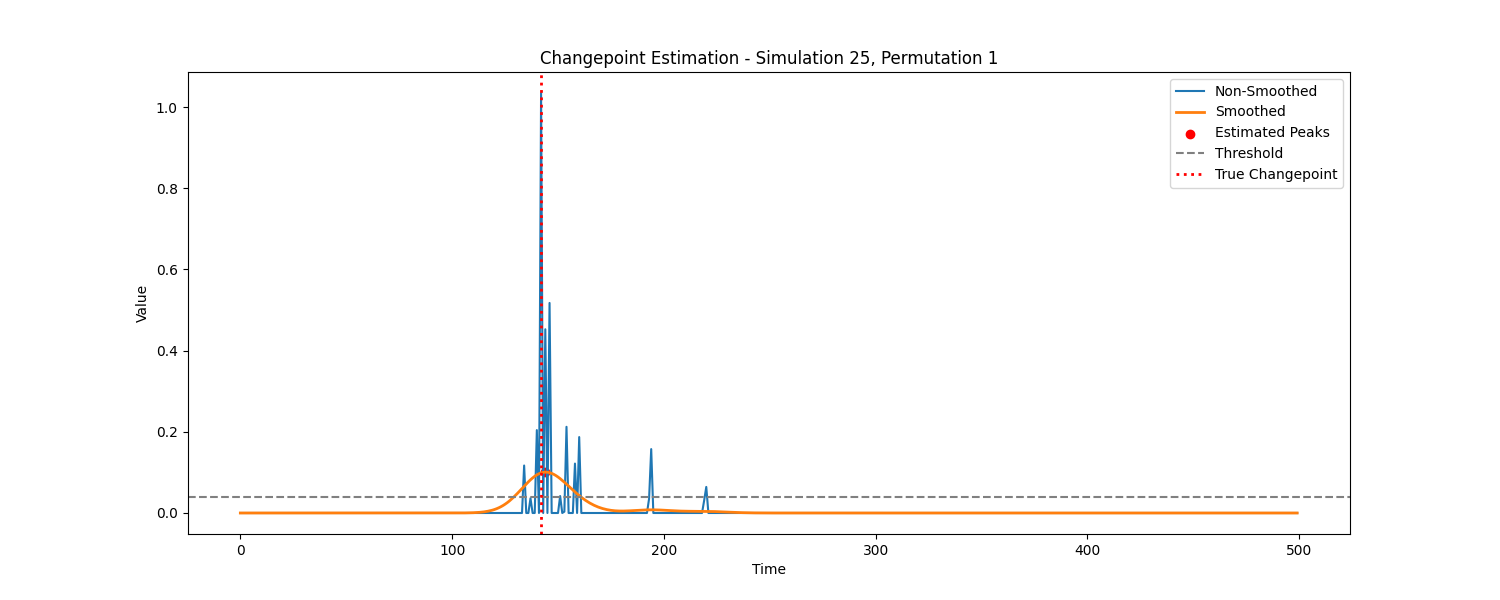 Changepoint Estimation - Simulation 25, Permutation 1
Non-Smoothed
Smoothed
Estimated Peaks
Threshold
True Changepoint
Value
1.0
0.8
0.6
0.4
0.2
0.0
0 100 200 300 400 500
Time